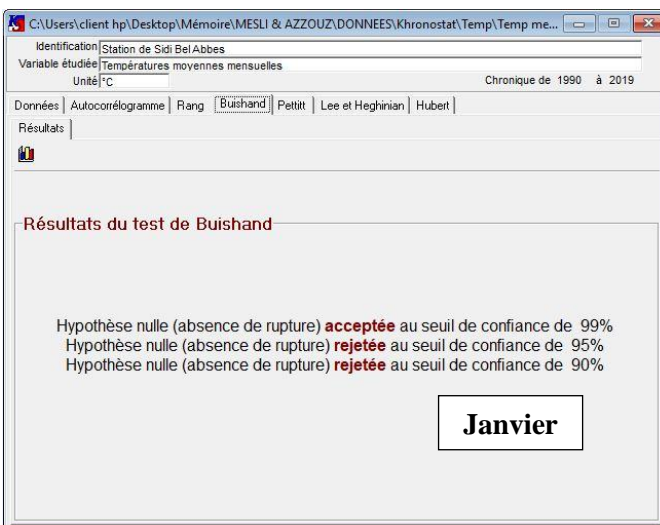 C:\Users\client hp\Desktop\Mémoire\MESLI & AZZOUZ\DONNEES\Khronostat\Temp\Temp me...
Identification Station de Sidi Bel Abbes
Variable étudiée Températures moyennes mensuelles
Unité °C Chronique de 1990 à 2019
Données Autocorrélogramme Rang Buishand Pettitt Lee et Heghinian Hubert
Résultats
Résultats du test de Buishand
Hypothèse nulle (absence de rupture) acceptée au seuil de confiance de 99%
Hypothèse nulle (absence de rupture) rejetée au seuil de confiance de 95%
Hypothèse nulle (absence de rupture) rejetée au seuil de confiance de 90%
Janvier